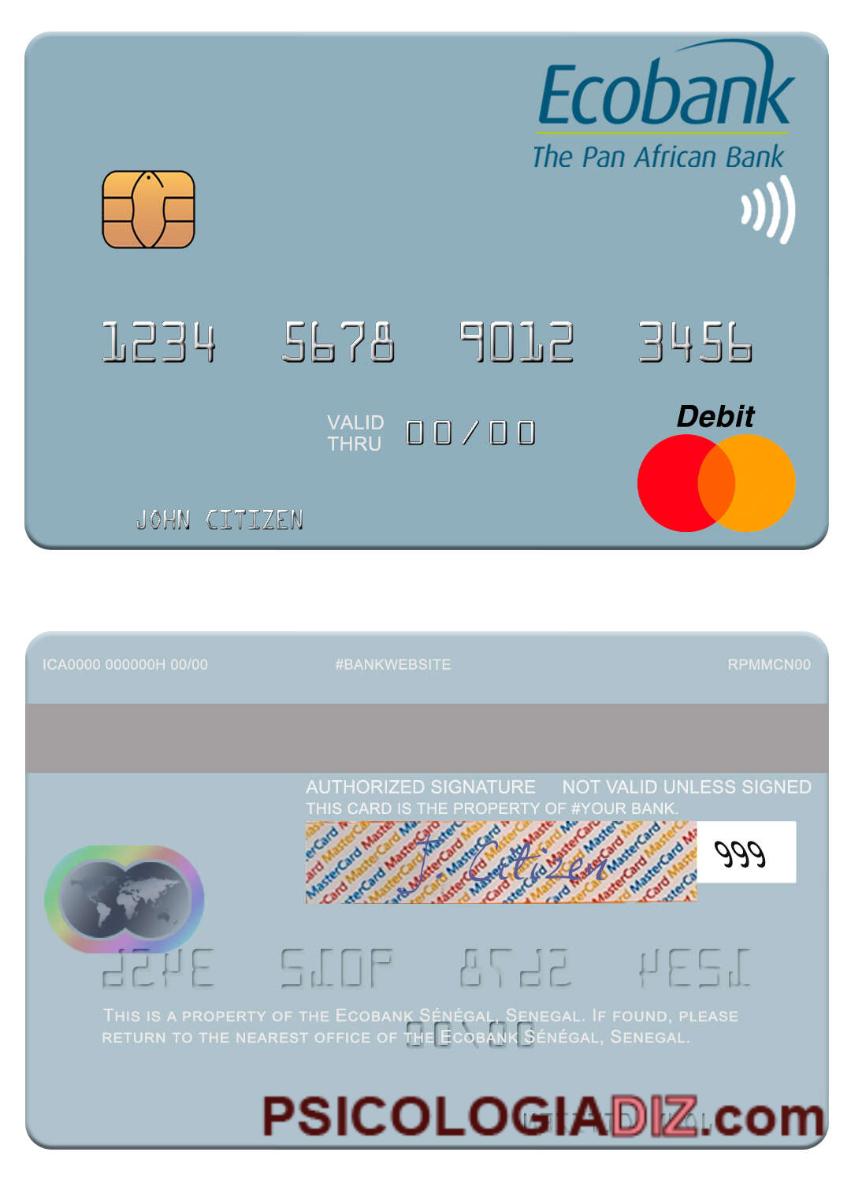 Ecobank
The Pan African Bank
1234 5678 9012 3456
VALID
THRU 00/00
Debit
JOHN CITIZEN
ICA0000 000000H 00/00 #BANKWEBSITE RPMMCN00
AUTHORIZED SIGNATURE NOT VALID UNLESS SIGNED
THIS CARD IS THE PROPERTY OF #YOUR BANK.
MasterCard MasterCard MasterCard
J. Citizen 999
THIS IS A PROPERTY OF THE ECOBANK SÉNÉGAL, SENEGAL. IF FOUND, PLEASE
RETURN TO THE NEAREST OFFICE OF THE ECOBANK SÉNÉGAL, SENEGAL.
PSICOLOGIADIZ.com